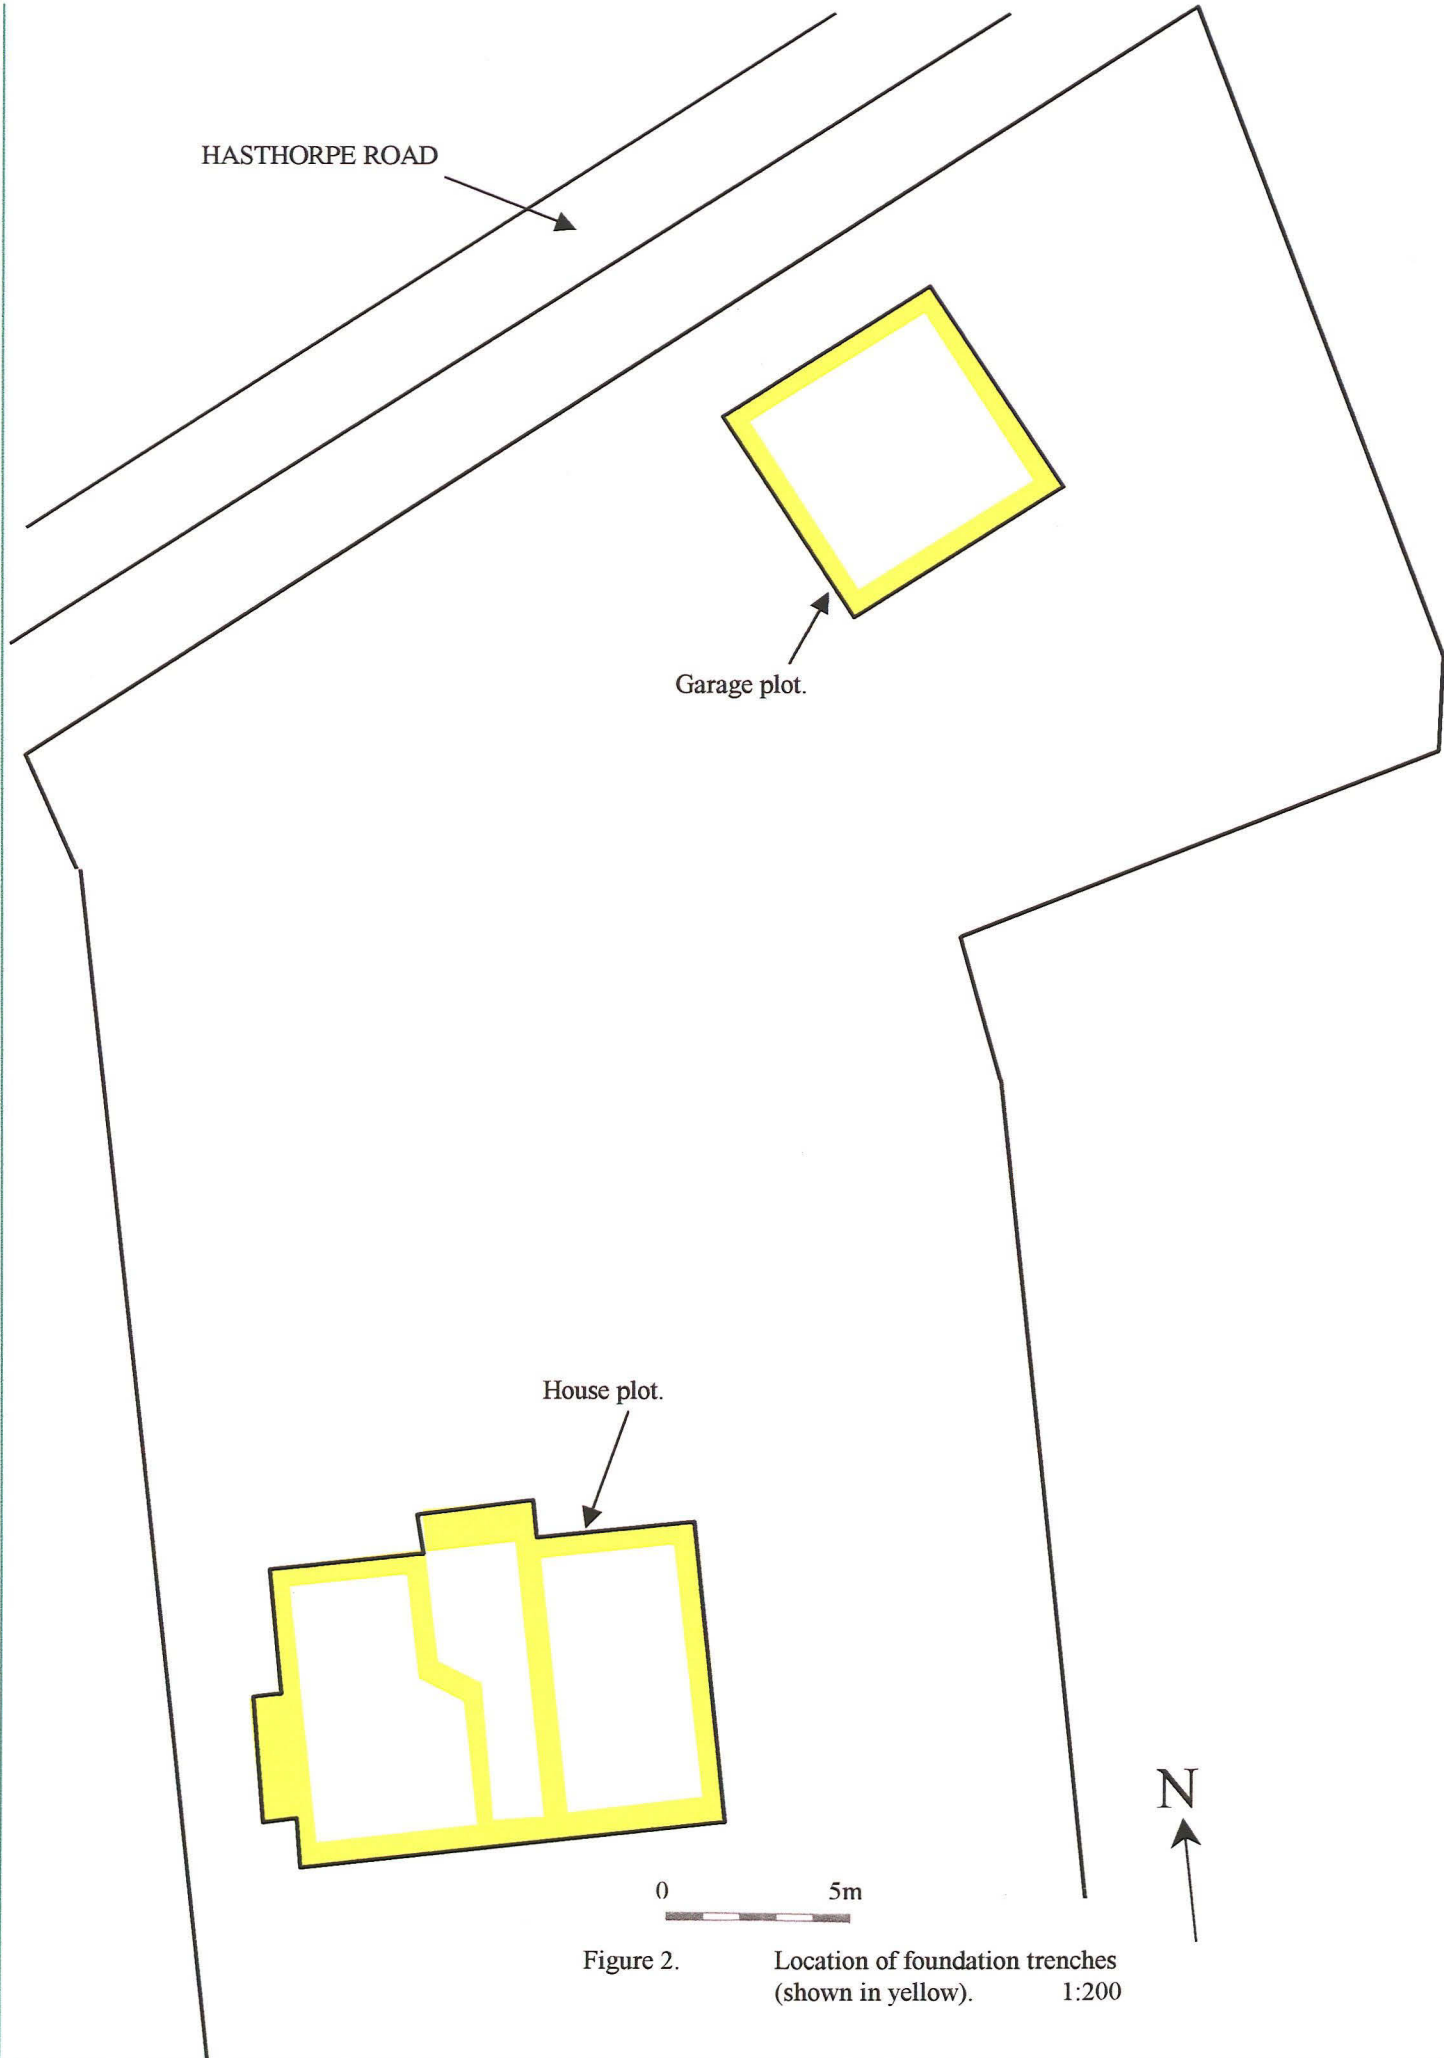 HASTHORPE ROAD
Garage plot.
House plot.
N
0 5m
Figure 2. Location of foundation trenches
(shown in yellow). 1:200